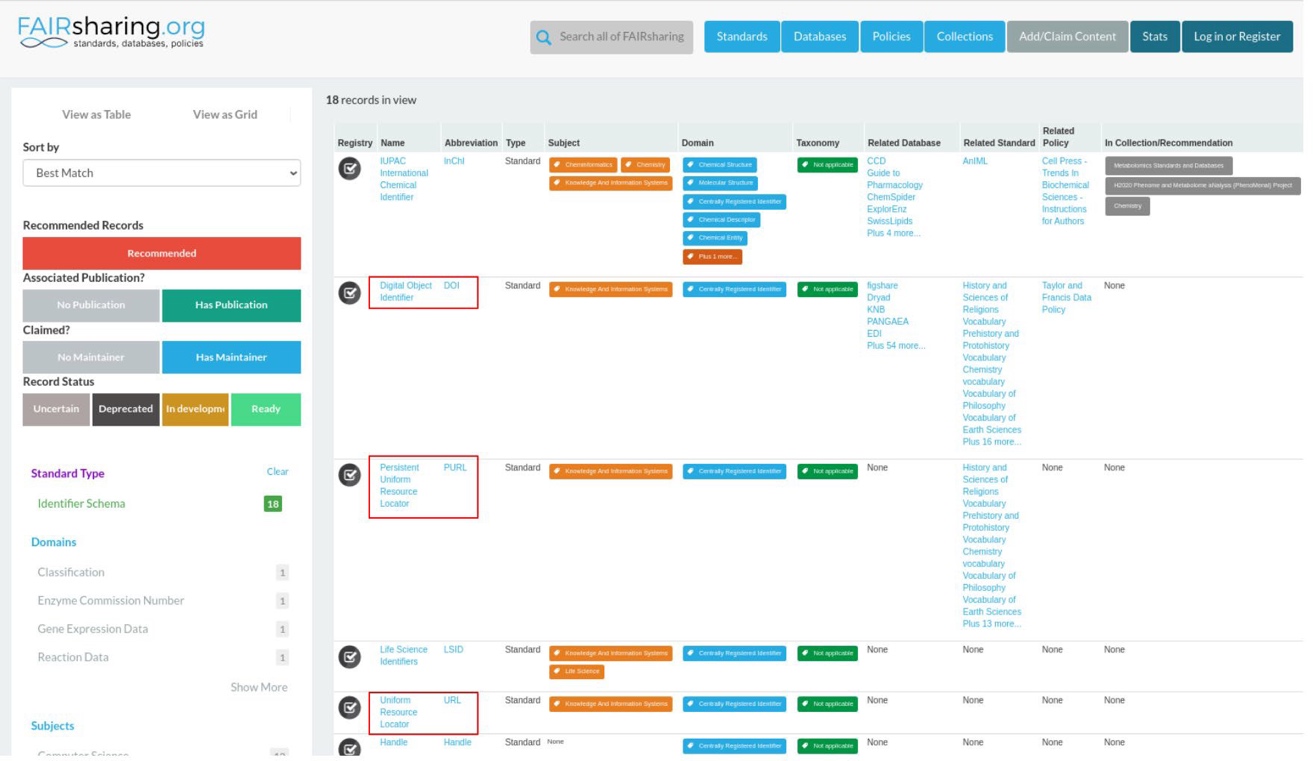 FAIRsharing.org
standards, databases, policies
Search all of FAIRsharing
Standards
Databases
Policies
Collections
Add/Claim Content
Stats
Log in or Register
View as Table
View as Grid
Sort by
Best Match
Recommended Records
Recommended
Associated Publication?
No Publication
Has Publication
Claimed?
No Maintainer
Has Maintainer
Record Status
Uncertain
Deprecated
In developme
Ready
Standard Type
Clear
Identifier Schema
18
Domains
Classification
1
Enzyme Commission Number
1
Gene Expression Data
1
Reaction Data
1
Show More
Subjects
Computer Science
18 records in view
Registry
Name
Abbreviation
Type
Subject
Domain
Taxonomy
Related Database
Related Standard
Related
Policy
In Collection/Recommendation
IUPAC
International
Chemical
Identifier
InChI
Standard
Cheminformatics
Chemistry
Knowledge And Information Systems
Chemical Structure
Molecular Structure
Centrally Registered Identifier
Chemical Descriptor
Chemical Entity
Plus 1 more...
Not applicable
CCD
Guide to
Pharmacology
ChemSpider
ExplorEnz
SwissLipids
Plus 4 more...
AnIML
Cell Press -
Trends In
Biochemical
Sciences -
Instructions
for Authors
Metabolomics Standards and Databases
H2020 Phenome and Metabolome aNalysis (PhenoMenal) Project
Chemistry
Digital Object
Identifier
DOI
Standard
Knowledge And Information Systems
Centrally Registered Identifier
Not applicable
figshare
Dryad
KNB
PANGAEA
EDI
Plus 54 more...
History and
Sciences of
Religions
Vocabulary
Prehistory and
Protohistory
Vocabulary
Chemistry
vocabulary
Vocabulary of
Philosophy
Vocabulary of
Earth Sciences
Plus 16 more...
Taylor and
Francis Data
Policy
None
Persistent
Uniform
Resource
Locator
PURL
Standard
Knowledge And Information Systems
Centrally Registered Identifier
Not applicable
None
History and
Sciences of
Religions
Vocabulary
Prehistory and
Protohistory
Vocabulary
Chemistry
vocabulary
Vocabulary of
Philosophy
Vocabulary of
Earth Sciences
Plus 13 more...
None
None
Life Science
Identifiers
LSID
Standard
Knowledge And Information Systems
Life Science
Centrally Registered Identifier
Not applicable
None
None
None
None
Uniform
Resource
Locator
URL
Standard
Knowledge And Information Systems
Centrally Registered Identifier
Not applicable
None
None
None
None
Handle
Handle
Standard
None
Centrally Registered Identifier
Not applicable
None
None
None
None